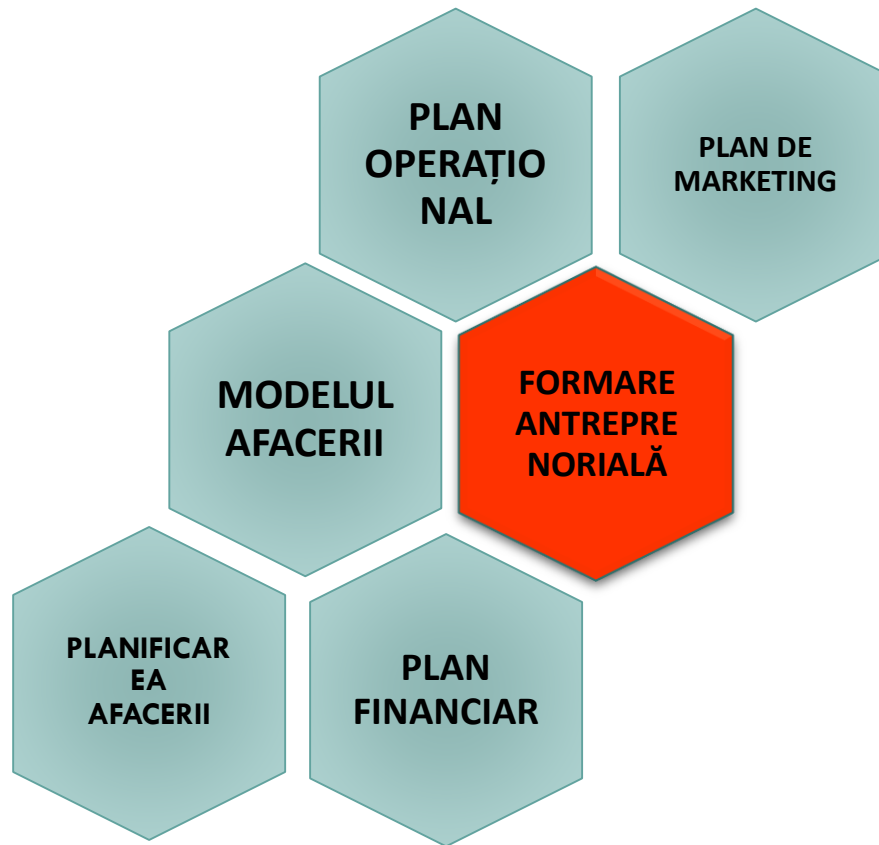 PLAN
OPERAȚIO
NAL
PLAN DE
MARKETING
MODELUL
AFACERII
FORMARE
ANTREPRE
NORIALĂ
PLANIFICAR
EA
AFACERII
PLAN
FINANCIAR